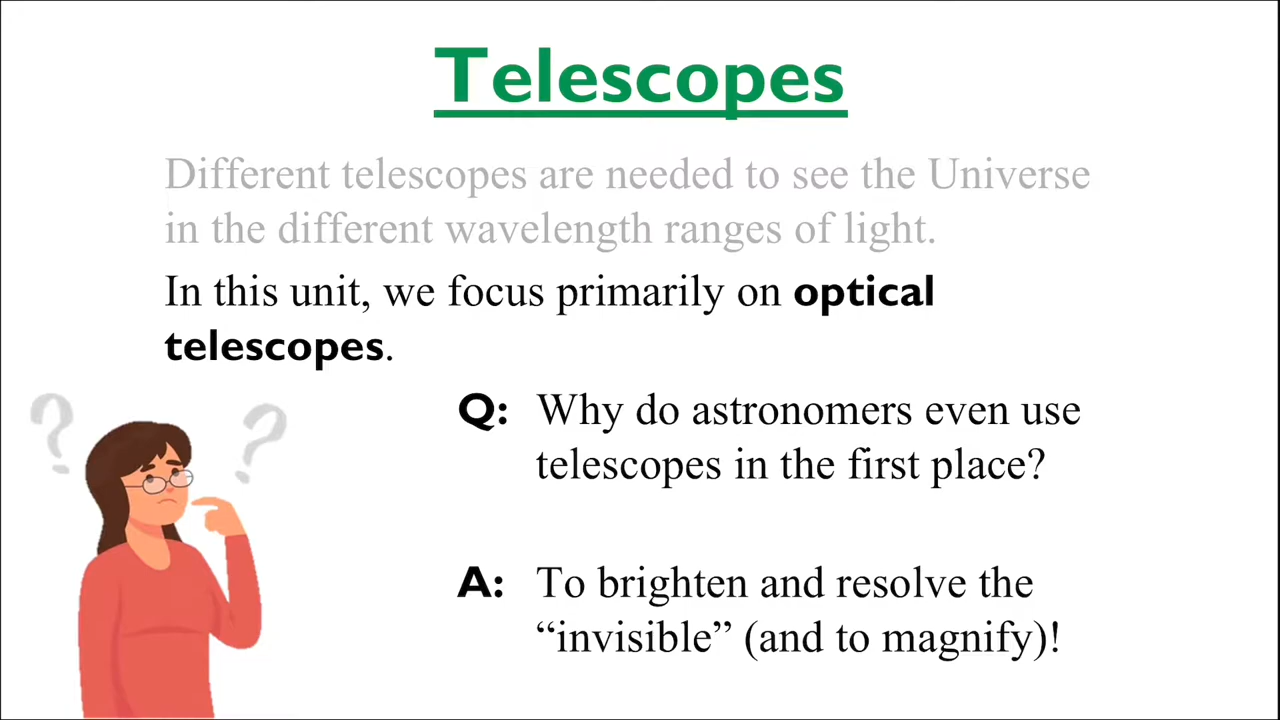 Telescopes
Different telescopes are needed to see the Universe
in the different wavelength ranges of light.
In this unit, we focus primarily on optical
telescopes.
? ?
Q: Why do astronomers even use
telescopes in the first place?
A: To brighten and resolve the
“invisible” (and to magnify)!